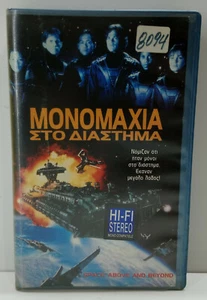 8094
ΜΟΝΟΜΑΧΙΑ
ΣΤΟ ΔΙΑΣΤΗΜΑ
Νόμιζαν ότι
ήταν μόνοι
στο διάστημα.
Έκαναν
μεγάλο λάθος!
HI-FI
STEREO